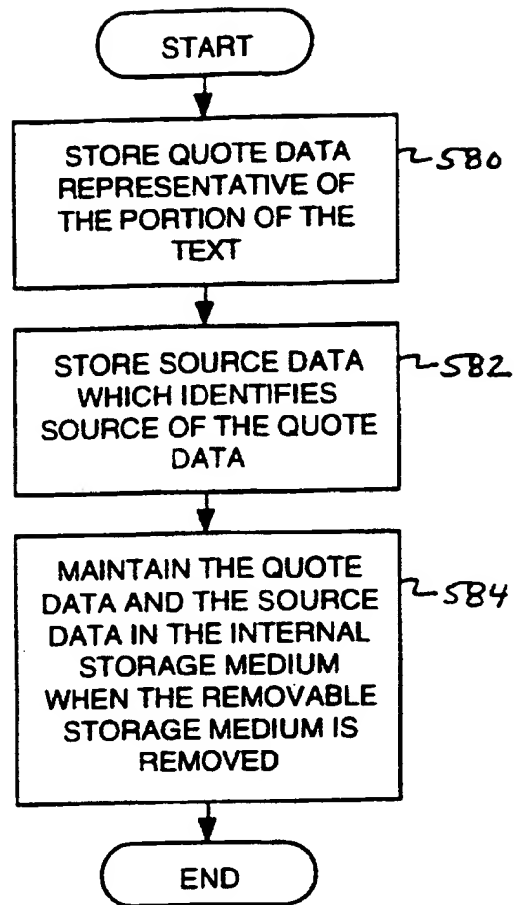 START
STORE QUOTE DATA
REPRESENTATIVE OF
THE PORTION OF THE
TEXT
580
STORE SOURCE DATA
WHICH IDENTIFIES
SOURCE OF THE QUOTE
DATA
582
MAINTAIN THE QUOTE
DATA AND THE SOURCE
DATA IN THE INTERNAL
STORAGE MEDIUM
WHEN THE REMOVABLE
STORAGE MEDIUM IS
REMOVED
584
END